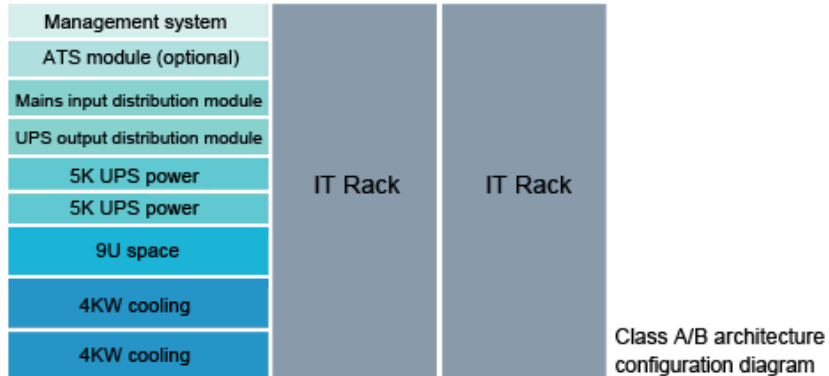 Management system
ATS module (optional)
Mains input distribution module
UPS output distribution module
5K UPS power
5K UPS power
9U space
4KW cooling
4KW cooling
IT Rack
IT Rack
Class A/B architecture
configuration diagram